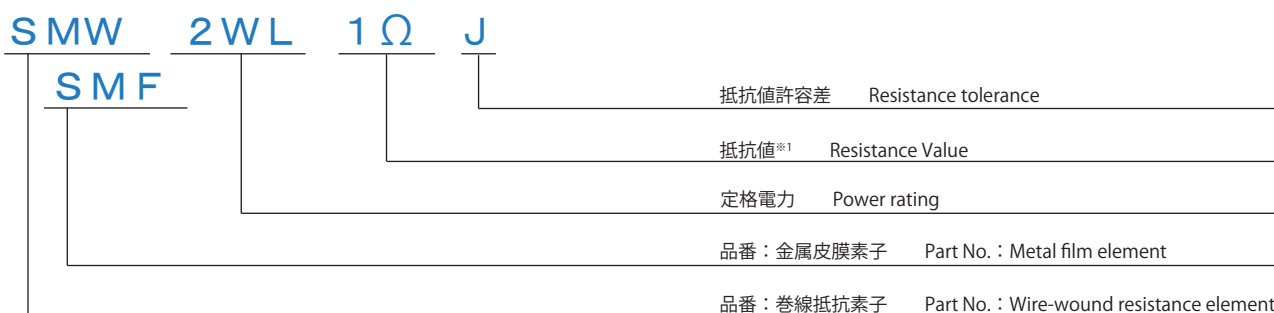 SMW 2WL 1Ω J
SMF
抵抗値許容差 Resistance tolerance
抵抗値※1 Resistance Value
定格電力 Power rating
品番：金属皮膜素子 Part No.：Metal film element
品番：巻線抵抗素子 Part No.：Wire-wound resistance element